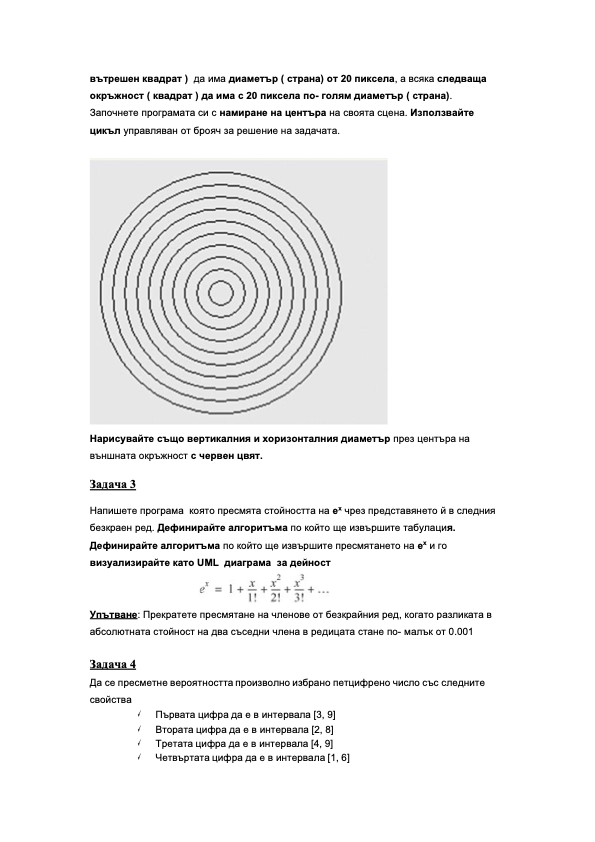 вътрешен квадрат ) да има диаметър ( страна) от 20 пиксела, а всяка следваща
окръжност ( квадрат ) да има с 20 пиксела по- голям диаметър ( страна).
Започнете програмата си с намиране на центъра на своята сцена. Използвайте
цикъл управляван от брояч за решение на задачата.
Нарисувайте също вертикалния и хоризонталния диаметър през центъра на
външната окръжност с червен цвят.
Задача 3
Напишете програма която пресмята стойността на eˣ чрез представянето ѝ в следния
безкраен ред. Дефинирайте алгоритъма по който ще извършите табулация.
Дефинирайте алгоритъма по който ще извършите пресмятането на eˣ и го
визуализирайте като UML диаграма за дейност
eˣ = 1 + x/1! + x²/2! + x³/3! + ...
Упътване: Прекратете пресмятане на членове от безкрайния ред, когато разликата в
абсолютната стойност на два съседни члена в редицата стане по- малък от 0.001
Задача 4
Да се пресметне вероятността произволно избрано петцифрено число със следните
свойства
✓ Първата цифра да е в интервала [3, 9]
✓ Втората цифра да е в интервала [2, 8]
✓ Третата цифра да е в интервала [4, 9]
✓ Четвъртата цифра да е в интервала [1, 6]